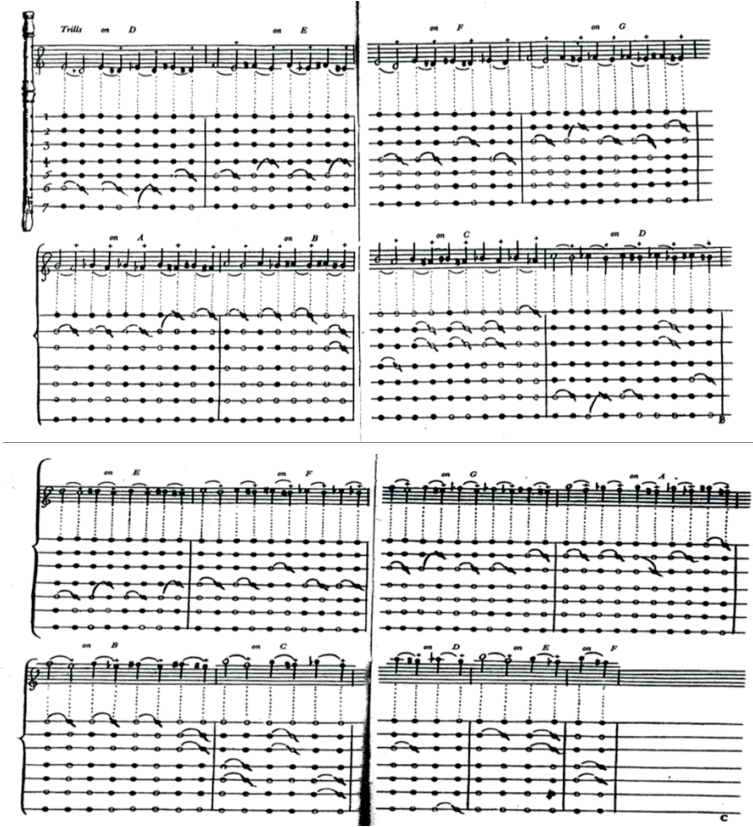 Trills on D on E on F on G
1
2
3
4
5
6
7
on A on B on C on D
B
on E on F on G on A
on B on C on D on E on F
C